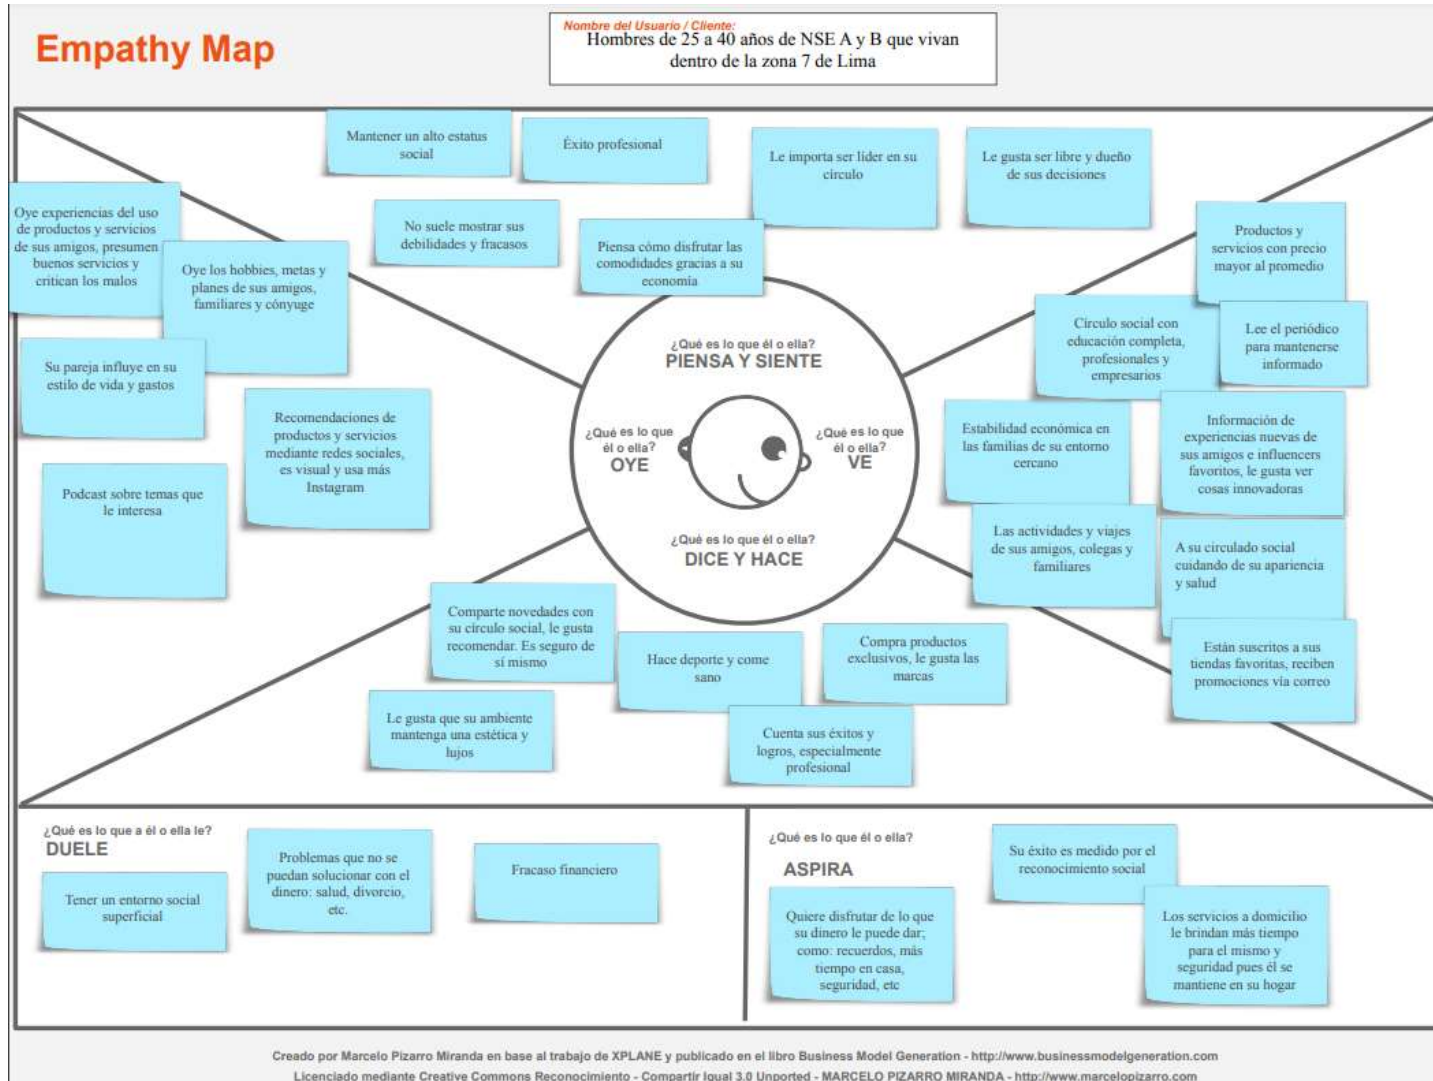 Empathy Map
Nombre del Usuario / Cliente:
Hombres de 25 a 40 años de NSE A y B que vivan
dentro de la zona 7 de Lima
Mantener un alto estatus
social
Éxito profesional
Le importa ser líder en su
círculo
Le gusta ser libre y dueño
de sus decisiones
No suele mostrar sus
debilidades y fracasos
Piensa cómo disfrutar las
comodidades gracias a su
economía
Oye experiencias del uso
de productos y servicios
de sus amigos, presumen
buenos servicios y
critican los malos
Oye los hobbies, metas y
planes de sus amigos,
familiares y cónyuge
Su pareja influye en su
estilo de vida y gastos
Recomendaciones de
productos y servicios
mediante redes sociales,
es visual y usa más
Instagram
Podcast sobre temas que
le interesa
¿Qué es lo que él o ella?
PIENSA Y SIENTE
¿Qué es lo que
él o ella?
OYE
¿Qué es lo que
él o ella?
VE
¿Qué es lo que él o ella?
DICE Y HACE
Productos y
servicios con precio
mayor al promedio
Círculo social con
educación completa,
profesionales y
empresarios
Lee el periódico
para mantenerse
informado
Estabilidad económica en
las familias de su entorno
cercano
Información de
experiencias nuevas de
sus amigos e influencers
favoritos, le gusta ver
cosas innovadoras
Las actividades y viajes
de sus amigos, colegas y
familiares
A su circulado social
cuidando de su apariencia
y salud
Están suscritos a sus
tiendas favoritas, reciben
promociones vía correo
Comparte novedades con
su círculo social, le gusta
recomendar. Es seguro de
sí mismo
Hace deporte y come
sano
Compra productos
exclusivos, le gusta las
marcas
Le gusta que su ambiente
mantenga una estética y
lujos
Cuenta sus éxitos y
logros, especialmente
profesional
¿Qué es lo que a él o ella le?
DUELE
Tener un entorno social
superficial
Problemas que no se
puedan solucionar con el
dinero: salud, divorcio,
etc.
Fracaso financiero
¿Qué es lo que él o ella?
ASPIRA
Quiere disfrutar de lo que
su dinero le puede dar;
como: recuerdos, más
tiempo en casa,
seguridad, etc
Su éxito es medido por el
reconocimiento social
Los servicios a domicilio
le brindan más tiempo
para el mismo y
seguridad pues él se
mantiene en su hogar
Creado por Marcelo Pizarro Miranda en base al trabajo de XPLANE y publicado en el libro Business Model Generation - http://www.businessmodelgeneration.com
Licenciado mediante Creative Commons Reconocimiento - Compartir Igual 3.0 Unported - MARCELO PIZARRO MIRANDA - http://www.marcelopizarro.com